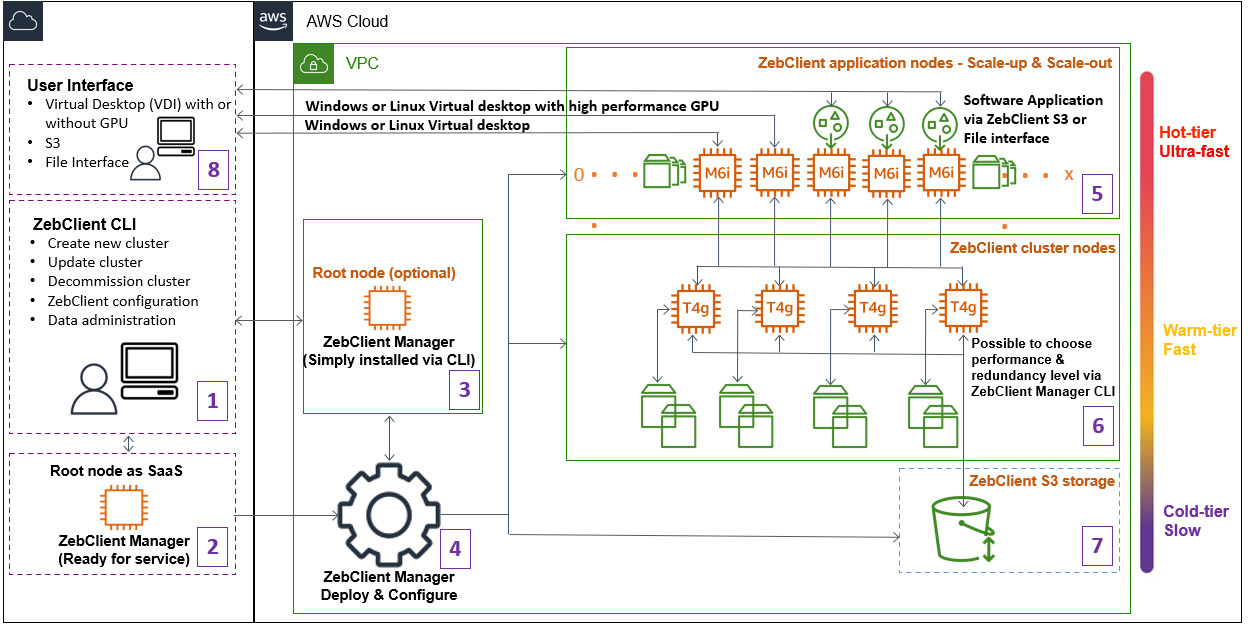 aws
AWS Cloud
VPC
User Interface
• Virtual Desktop (VDI) with or
without GPU
• S3
• File Interface
8
ZebClient CLI
• Create new cluster
• Update cluster
• Decommission cluster
• ZebClient configuration
• Data administration
1
Root node as SaaS
ZebClient Manager
(Ready for service)
2
Root node (optional)
ZebClient Manager
(Simply installed via CLI)
3
4
ZebClient Manager
Deploy & Configure
Windows or Linux Virtual desktop with high performance GPU
Windows or Linux Virtual desktop
ZebClient application nodes - Scale-up & Scale-out
Software Application
via ZebClient S3 or
File interface
0
M6i
M6i
M6i
M6i
M6i
x
5
ZebClient cluster nodes
T4g
T4g
T4g
T4g
Possible to choose
performance &
redundancy level via
ZebClient Manager CLI
6
ZebClient S3 storage
7
Hot-tier
Ultra-fast
Warm-tier
Fast
Cold-tier
Slow